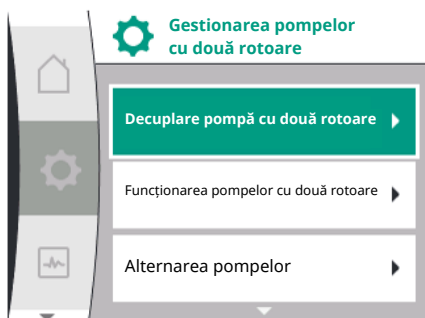 Gestionarea pompelor
cu două rotoare
Decuplare pompă cu două rotoare
Funcționarea pompelor cu două rotoare
Alternarea pompelor